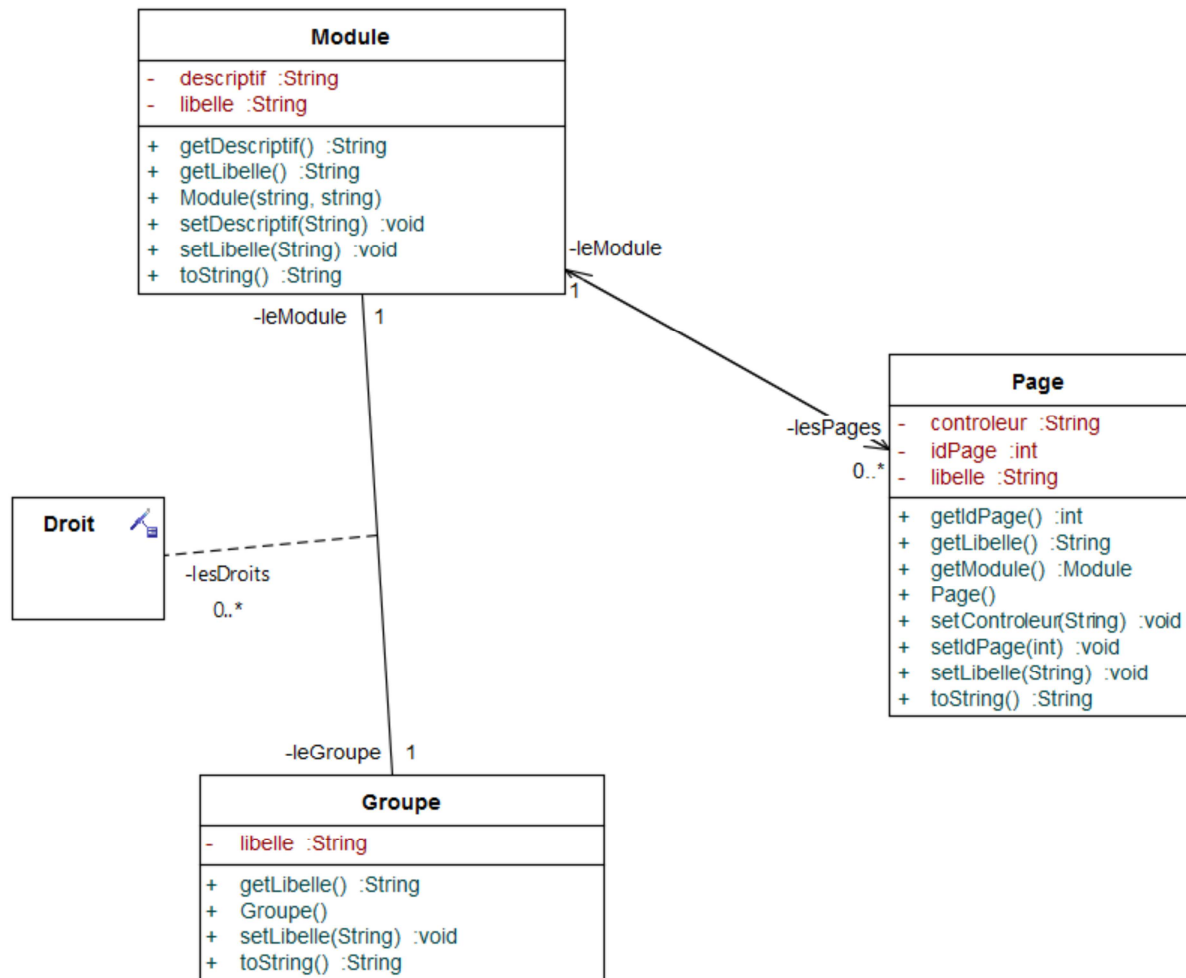 Module
- descriptif :String
- libelle :String
+ getDescriptif() :String
+ getLibelle() :String
+ Module(string, string)
+ setDescriptif(String) :void
+ setLibelle(String) :void
+ toString() :String
-leModule
1
-leModule 1
Page
- controleur :String
- idPage :int
- libelle :String
+ getIdPage() :int
+ getLibelle() :String
+ getModule() :Module
+ Page()
+ setControleur(String) :void
+ setIdPage(int) :void
+ setLibelle(String) :void
+ toString() :String
-lesPages
0..*
Droit
-lesDroits
0..*
-leGroupe 1
Groupe
- libelle :String
+ getLibelle() :String
+ Groupe()
+ setLibelle(String) :void
+ toString() :String